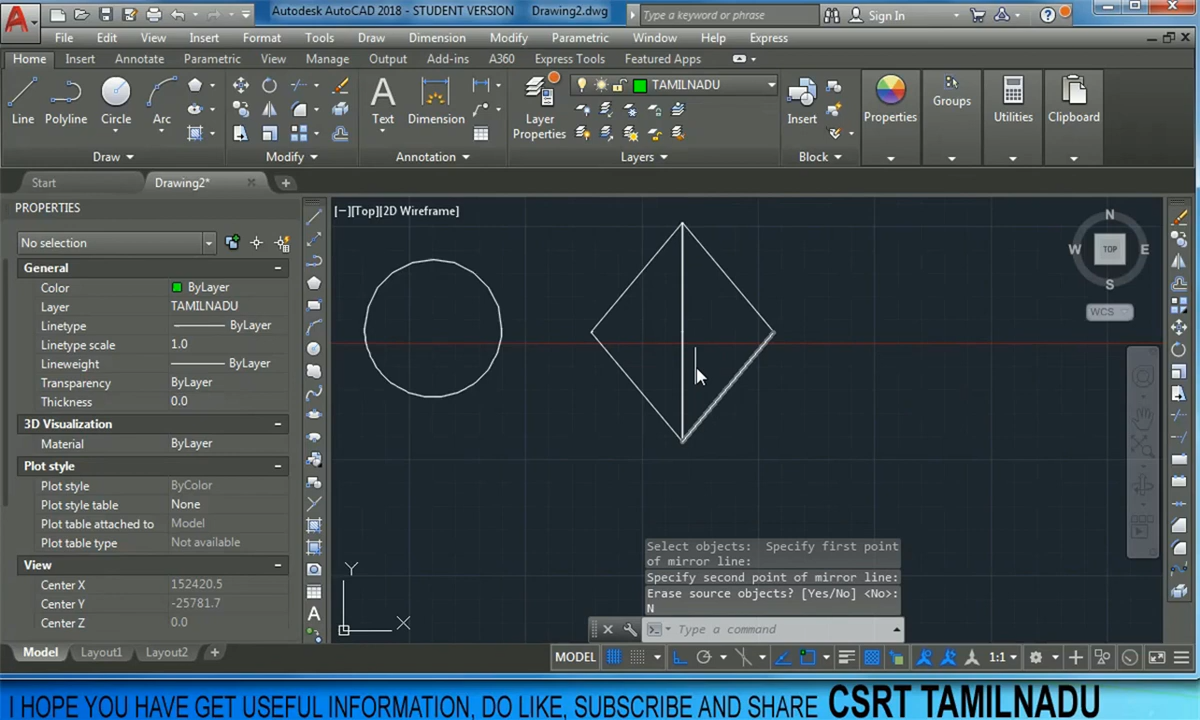 Autodesk AutoCAD 2018 - STUDENT VERSION Drawing2.dwg
Type a keyword or phrase
Sign In
File Edit View Insert Format Tools Draw Dimension Modify Parametric Window Help Express
Home Insert Annotate Parametric View Manage Output Add-ins A360 Express Tools Featured Apps
TAMILNADU
Line Polyline Circle Arc
Text Dimension
Layer Properties
Insert
Properties
Groups
Utilities
Clipboard
Draw Modify Annotation Layers Block
Start Drawing2*
PROPERTIES
No selection
General
Color ByLayer
Layer TAMILNADU
Linetype ByLayer
Linetype scale 1.0
Lineweight ByLayer
Transparency ByLayer
Thickness 0.0
3D Visualization
Material ByLayer
Plot style
Plot style ByColor
Plot style table None
Plot table attached to Model
Plot table type Not available
View
Center X 152420.5
Center Y -25781.7
Center Z 0.0
[−][Top][2D Wireframe]
N
W TOP E
S
WCS
Y
X
Select objects: Specify first point
of mirror line:
Specify second point of mirror line:
Erase source objects? [Yes/No] <No>:
N
Type a command
Model Layout1 Layout2
MODEL 1:1
I HOPE YOU HAVE GET USEFUL INFORMATION, DO LIKE, SUBSCRIBE AND SHARE CSRT TAMILNADU